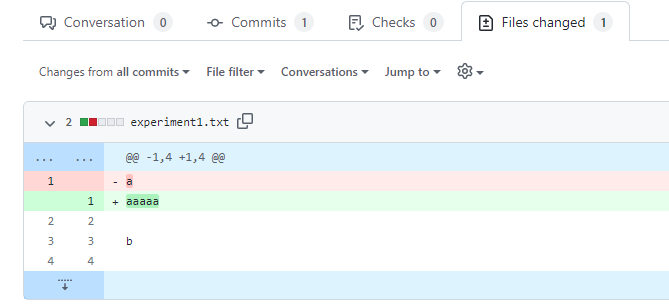 Conversation 0 Commits 1 Checks 0 Files changed 1
Changes from all commits File filter Conversations Jump to
2 experiment1.txt
... ... @@ -1,4 +1,4 @@
1 - a
1 + aaaaa
2 2
3 3 b
4 4